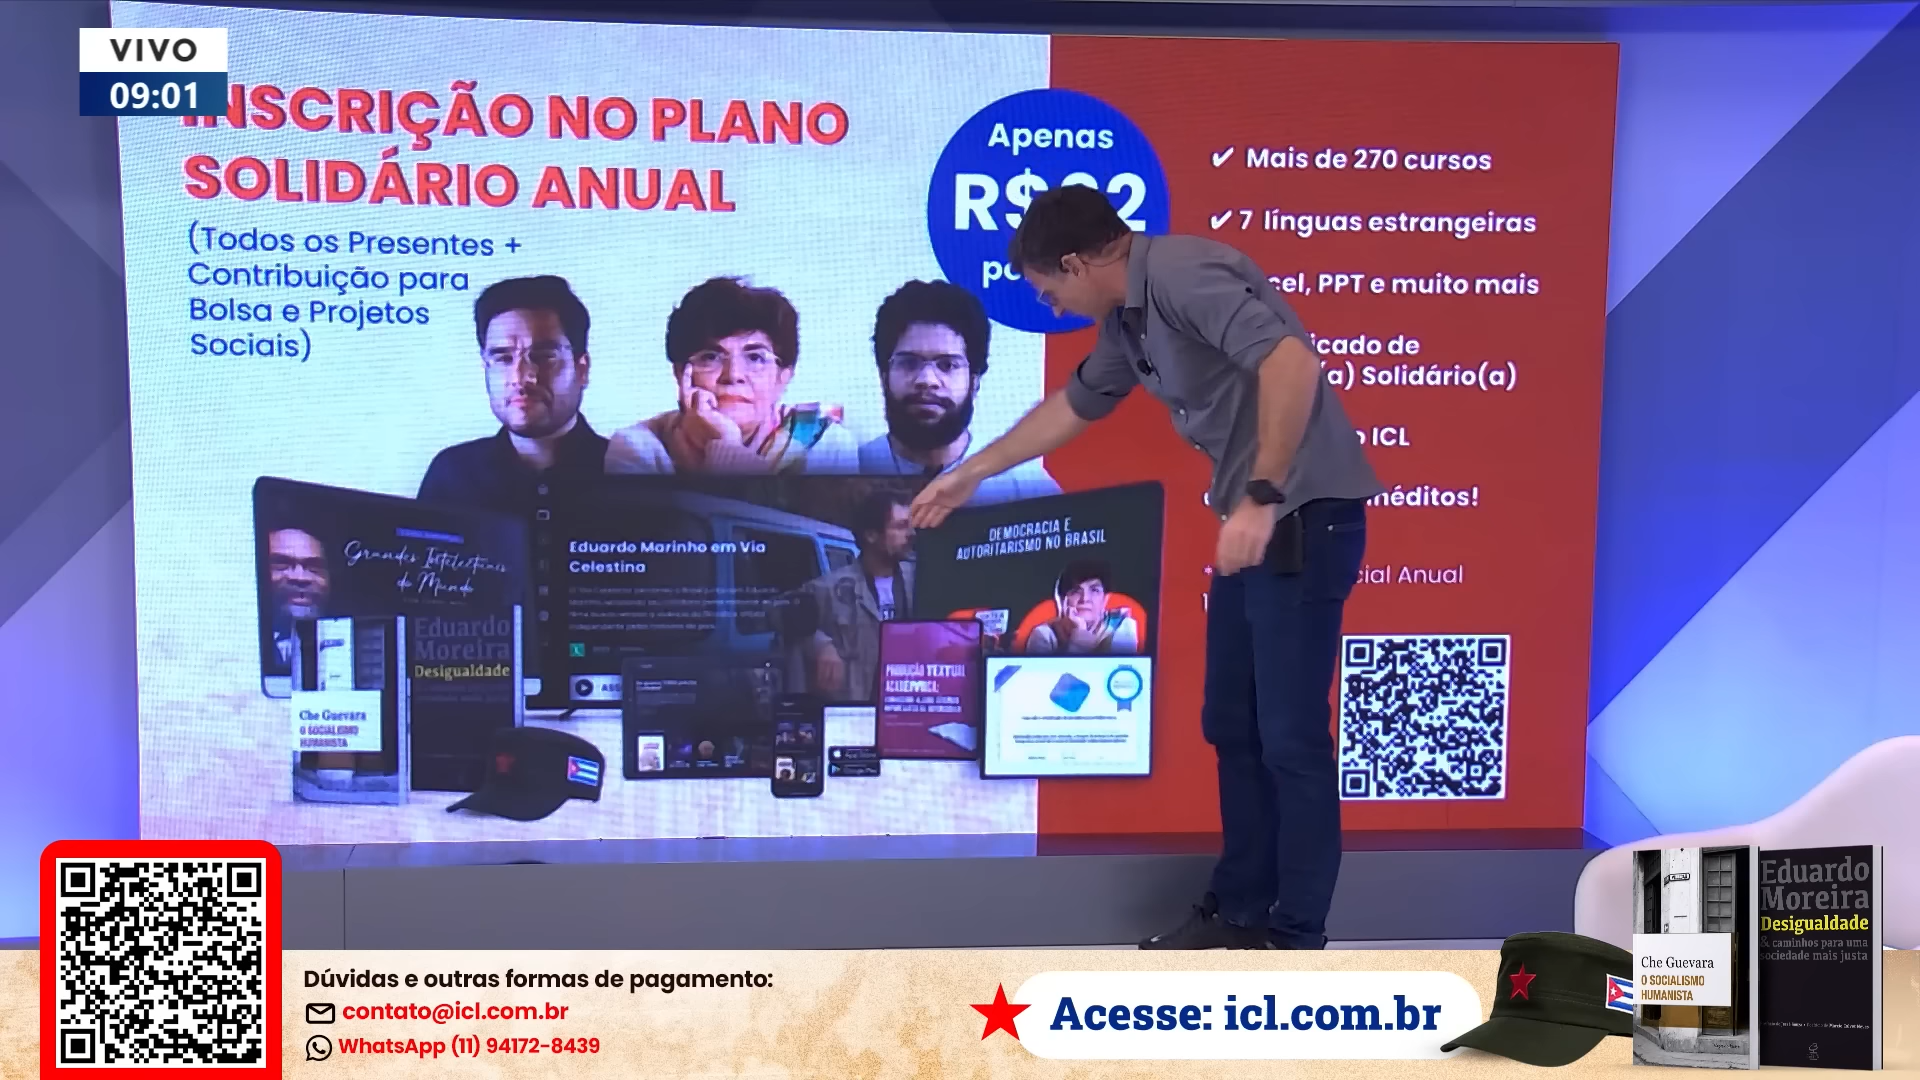 VIVO
09:01
INSCRIÇÃO NO PLANO
SOLIDÁRIO ANUAL
(Todos os Presentes +
Contribuição para
Bolsa e Projetos
Sociais)
Apenas
R$
2
✔ Mais de 270 cursos
✔ 7 línguas estrangeiras
cel, PPT e muito mais
icado de
(a) Solidário(a)
ICL
inéditos!
cial Anual
Grandes Intelectuais
do Mundo
Eduardo Marinho em Via
Celestina
DEMOCRACIA E
AUTORITARISMO NO BRASIL
Eduardo
Moreira
Desigualdade
Che Guevara
O SOCIALISMO
HUMANISTA
PRODUÇÃO TEXTUAL
Dúvidas e outras formas de pagamento:
contato@icl.com.br
WhatsApp (11) 94172-8439
Acesse: icl.com.br
Che Guevara
O SOCIALISMO
HUMANISTA
Eduardo
Moreira
Desigualdade
& caminhos para uma
sociedade mais justa